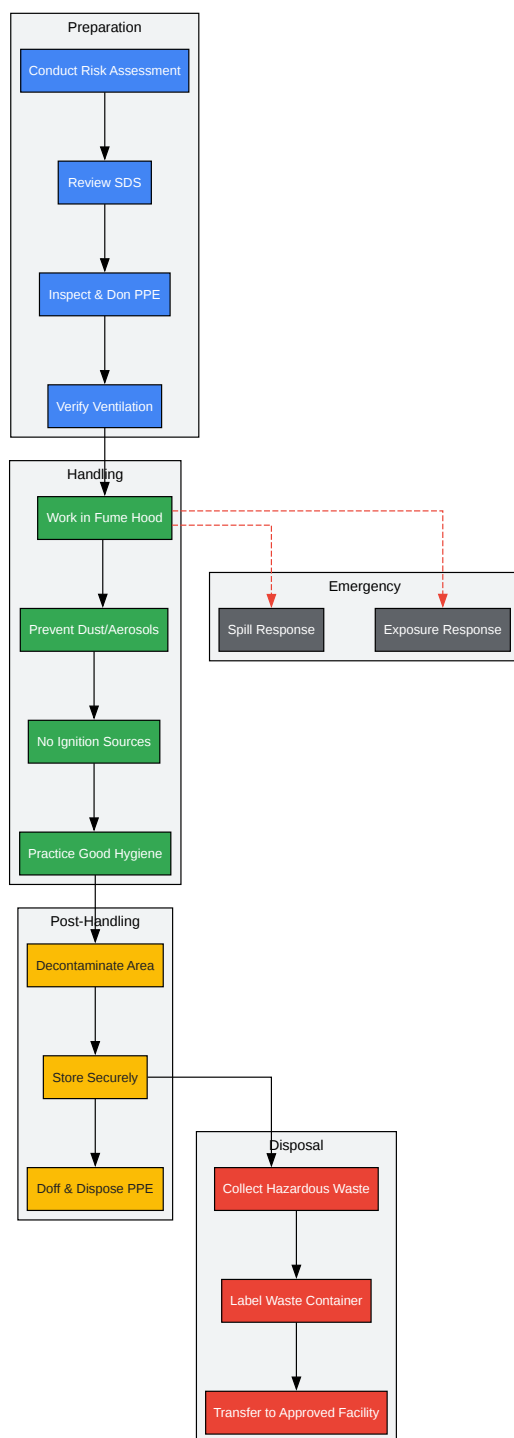 Preparation
Conduct Risk Assessment
Review SDS
Inspect & Don PPE
Verify Ventilation
Handling
Work in Fume Hood
Emergency
Prevent Dust/Aerosols
Spill Response
Exposure Response
No Ignition Sources
Practice Good Hygiene
Post-Handling
Decontaminate Area
Store Securely
Disposal
Doff & Dispose PPE
Collect Hazardous Waste
Label Waste Container
Transfer to Approved Facility